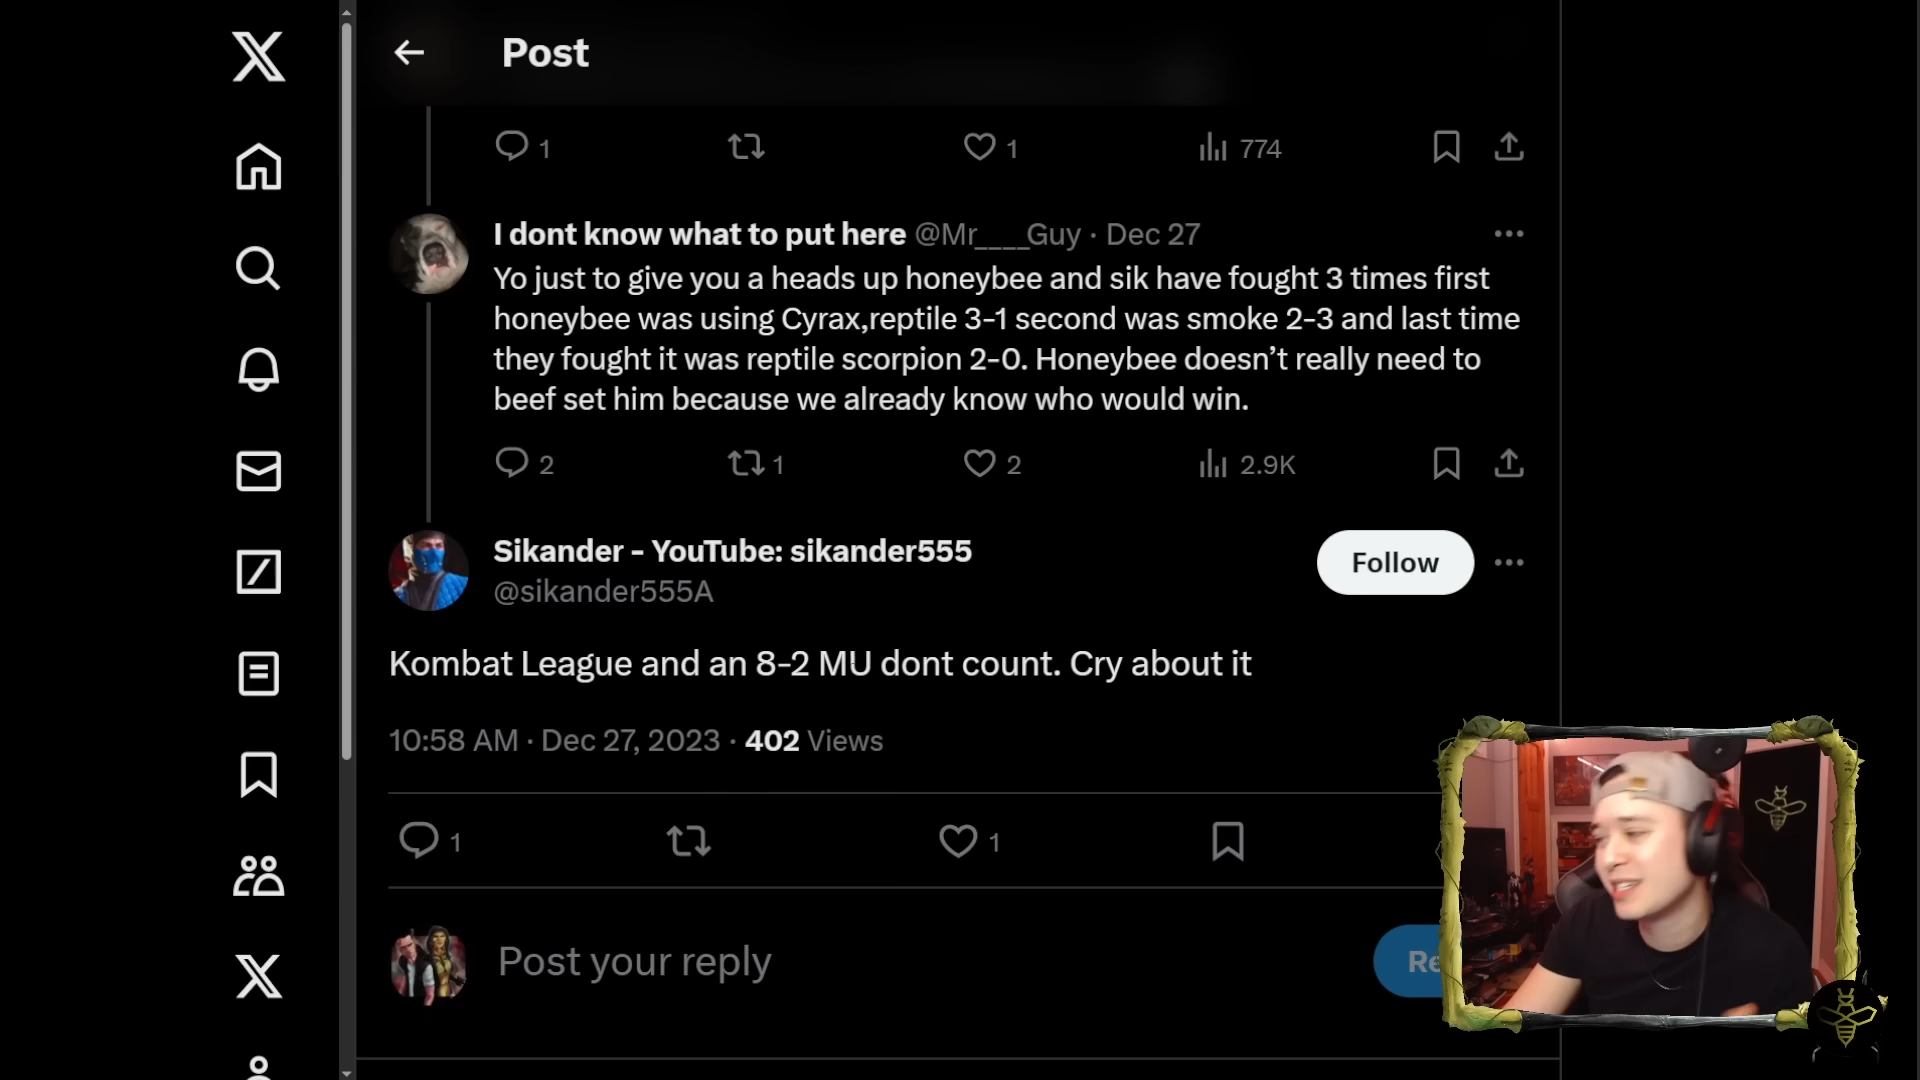 Post
1
1
774
I dont know what to put here @Mr____Guy · Dec 27
Yo just to give you a heads up honeybee and sik have fought 3 times first
honeybee was using Cyrax,reptile 3-1 second was smoke 2-3 and last time
they fought it was reptile scorpion 2-0. Honeybee doesn’t really need to
beef set him because we already know who would win.
2
1
2
2.9K
Sikander - YouTube: sikander555
Follow
@sikander555A
Kombat League and an 8-2 MU dont count. Cry about it
10:58 AM · Dec 27, 2023 · 402 Views
1
1
Post your reply